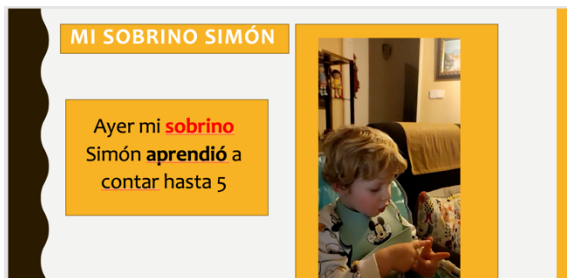 MI SOBRINO SIMÓN
Ayer mi sobrino
Simón aprendió a
contar hasta 5